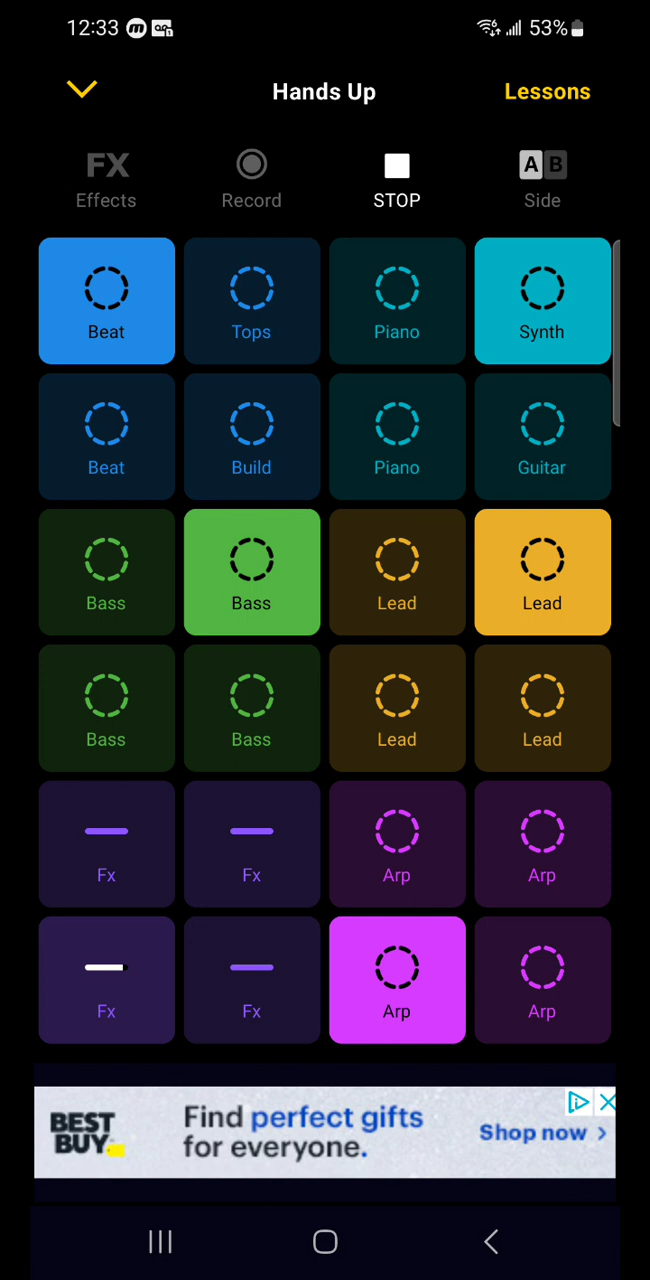 12:33 53%
Hands Up Lessons
FX A B
Effects Record STOP Side
Beat Tops Piano Synth
Beat Build Piano Guitar
Bass Bass Lead Lead
Bass Bass Lead Lead
Fx Fx Arp Arp
Fx Fx Arp Arp
BEST
BUY
Find perfect gifts
for everyone.
Shop now